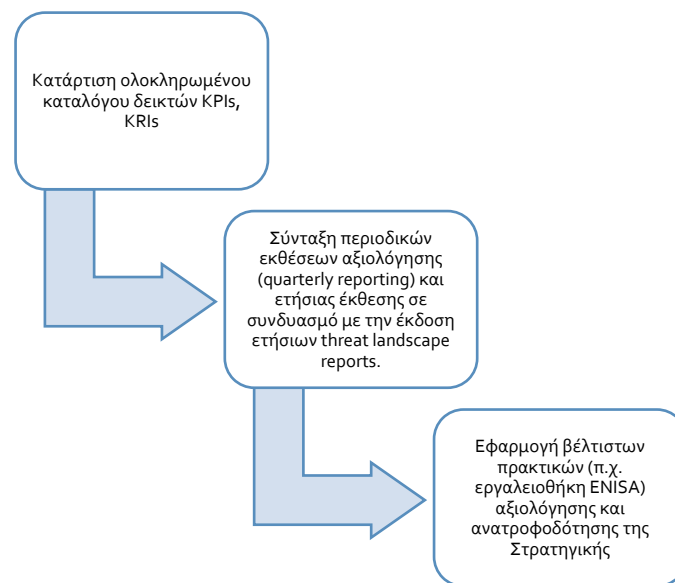 Κατάρτιση ολοκληρωμένου
καταλόγου δεικτών KPIs,
KRIs
Σύνταξη περιοδικών
εκθέσεων αξιολόγησης
(quarterly reporting) και
ετήσιας έκθεσης σε
συνδυασμό με την έκδοση
ετήσιων threat landscape
reports.
Εφαρμογή βέλτιστων
πρακτικών (π.χ.
εργαλειοθήκη ENISA)
αξιολόγησης και
ανατροφοδότησης της
Στρατηγικής